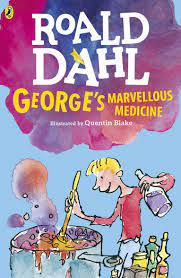 ROALD
DAHL
GEORGE'S MARVELLOUS
MEDICINE
Illustrated by Quentin Blake